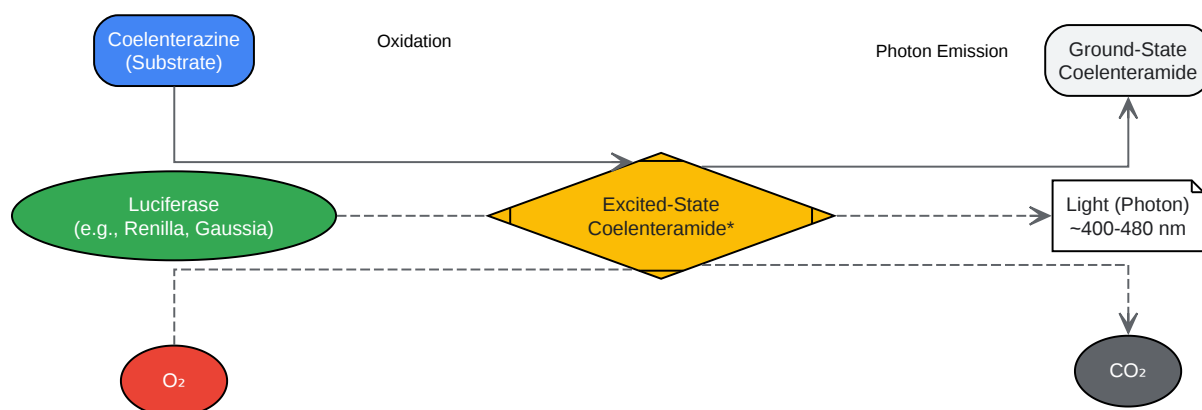 Coelenterazine
(Substrate)
Oxidation
Photon Emission
Ground-State
Coelenteramide
Luciferase
(e.g., Renilla, Gaussia)
Excited-State
Coelenteramide*
Light (Photon)
~400-480 nm
O₂
CO₂